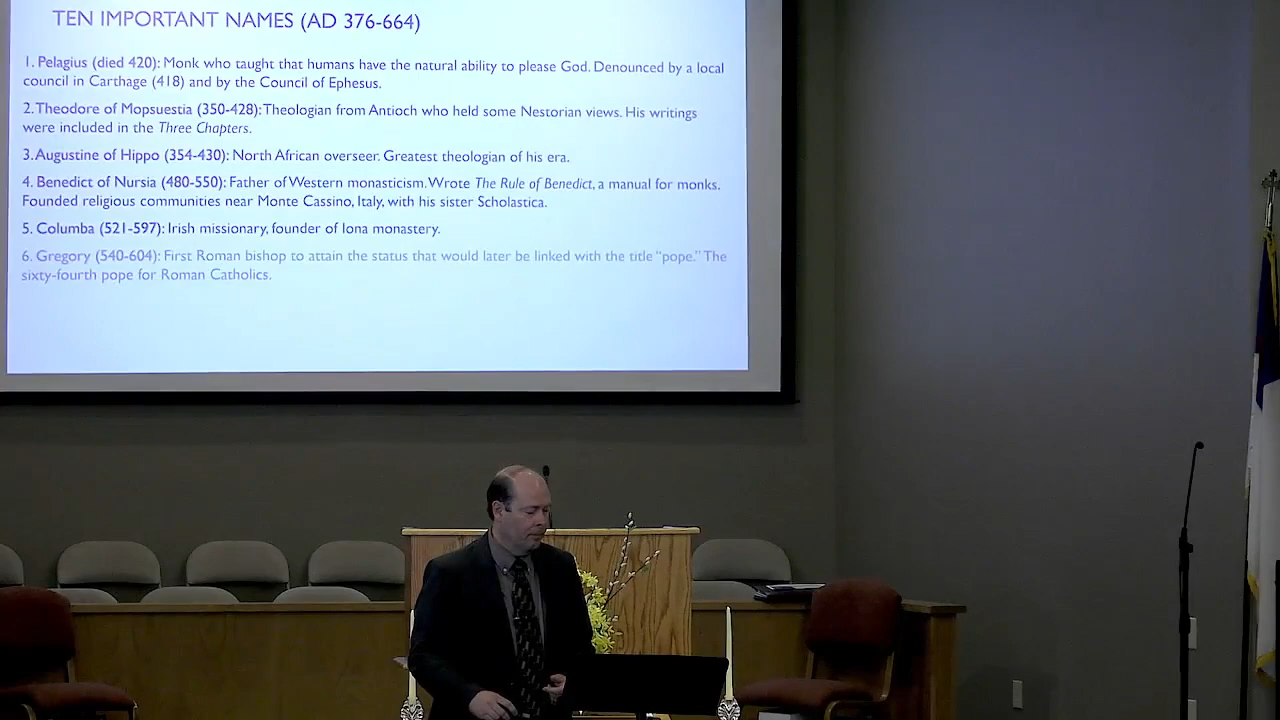 TEN IMPORTANT NAMES (AD 376-664)
1. Pelagius (died 420): Monk who taught that humans have the natural ability to please God. Denounced by a local
council in Carthage (418) and by the Council of Ephesus.
2. Theodore of Mopsuestia (350-428): Theologian from Antioch who held some Nestorian views. His writings
were included in the Three Chapters.
3. Augustine of Hippo (354-430): North African overseer. Greatest theologian of his era.
4. Benedict of Nursia (480-550): Father of Western monasticism. Wrote The Rule of Benedict, a manual for monks.
Founded religious communities near Monte Cassino, Italy, with his sister Scholastica.
5. Columba (521-597): Irish missionary, founder of Iona monastery.
6. Gregory (540-604): First Roman bishop to attain the status that would later be linked with the title “pope.” The
sixty-fourth pope for Roman Catholics.